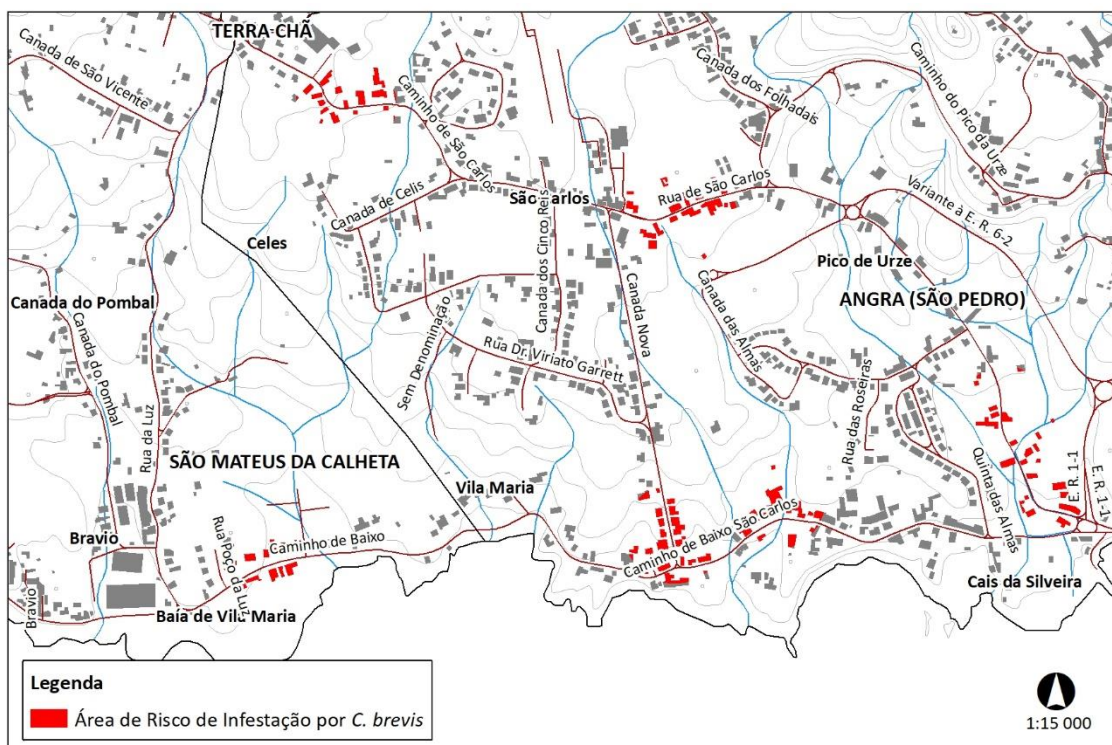 TERRA CHÃ
Canada de São Vicente
Caminho de São Carlos
Canada dos Folhadais
Caminho do Pico da Urze
Canada de Celis
São Carlos
Rua de São Carlos
Variante à E. R. 6-2
Celes
Canada dos Cinco Reis
Pico de Urze
Canada do Pombal
Canada do Pombal
Canada Nova
Canada das Almas
ANGRA (SÃO PEDRO)
Sem Denominação
Rua Dr. Viriato Garrett
Rua da Luz
Rua das Roseiras
SÃO MATEUS DA CALHETA
Vila Maria
Quinta das Almas
E. R. 1-1
E. R. 1-1
Bravio
Rua Poço da Luz
Caminho de Baixo
Caminho de Baixo São Carlos
Cais da Silveira
Bravio
Baía de Vila Maria
Legenda
Área de Risco de Infestação por C. brevis
1:15 000